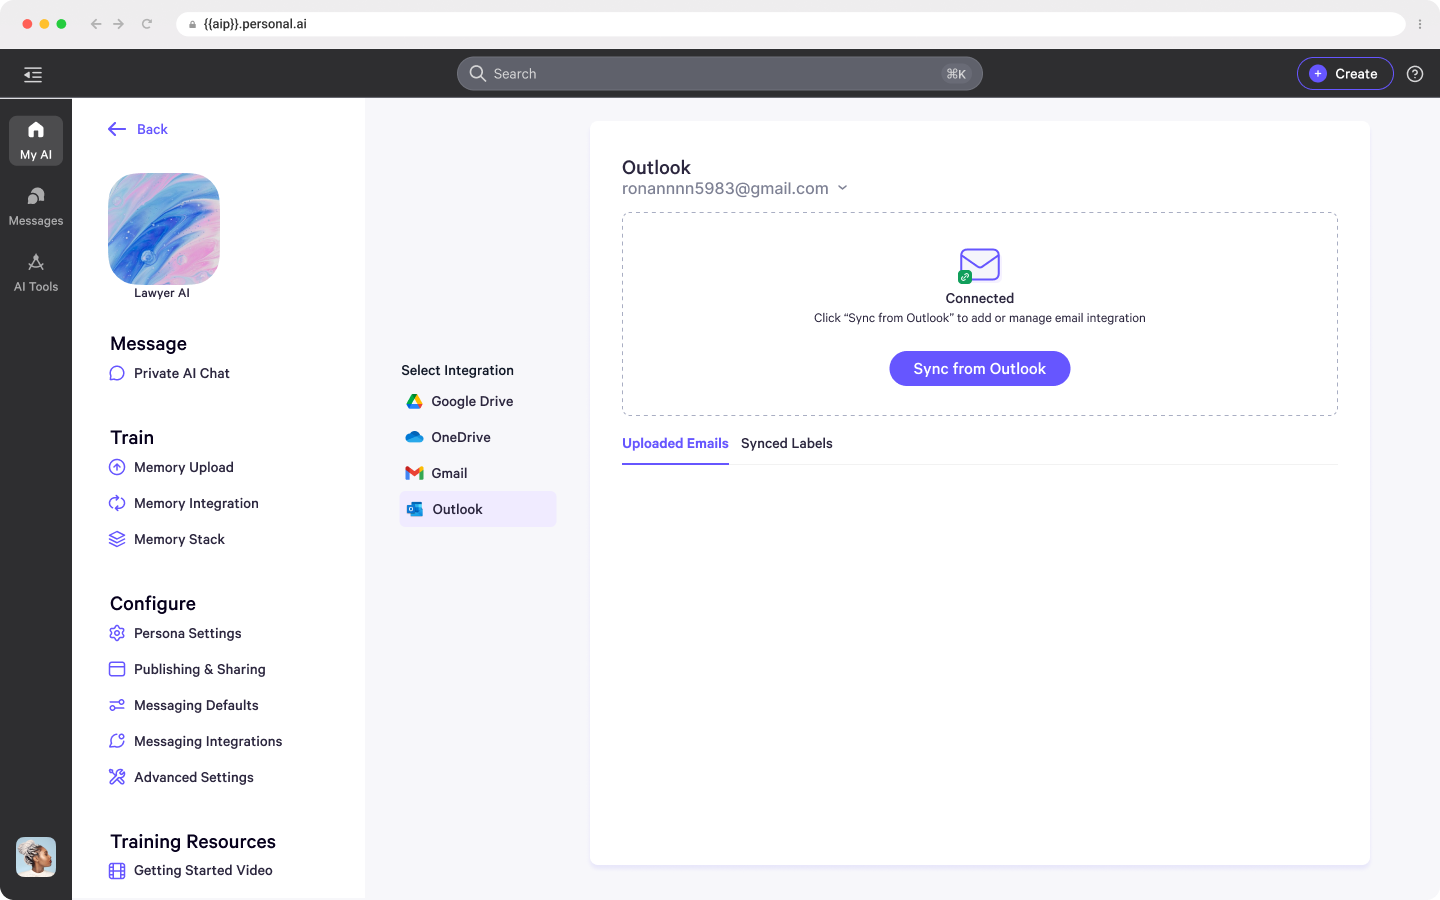 {{aip}}.personal.ai
Search
⌘K
+ Create
My AI
Messages
AI Tools
Back
Lawyer AI
Message
Private AI Chat
Train
Memory Upload
Memory Integration
Memory Stack
Configure
Persona Settings
Publishing & Sharing
Messaging Defaults
Messaging Integrations
Advanced Settings
Training Resources
Getting Started Video
Select Integration
Google Drive
OneDrive
Gmail
Outlook
Outlook
ronannnn5983@gmail.com
Connected
Click “Sync from Outlook” to add or manage email integration
Sync from Outlook
Uploaded Emails
Synced Labels